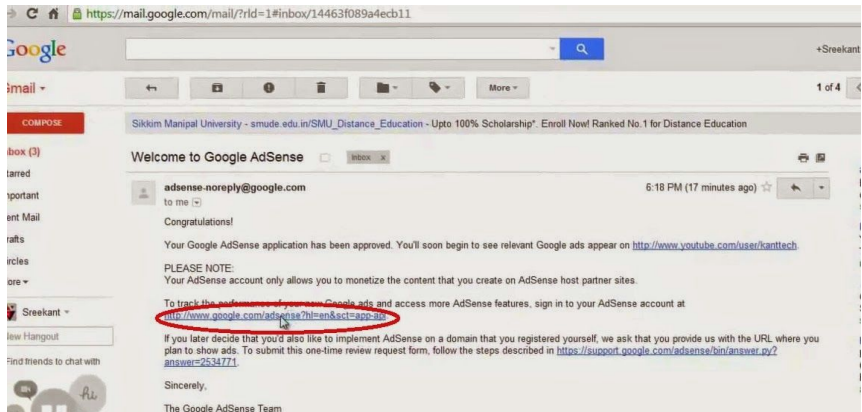 https://mail.google.com/mail/?rld=1#inbox/14463f089a4ecb11
Google
+Sreekant
Gmail
More
1 of 4
COMPOSE
Sikkim Manipal University - smude.edu.in/SMU_Distance_Education - Upto 100% Scholarship*. Enroll Now! Ranked No.1 for Distance Education
Inbox (3)
Welcome to Google AdSense
Inbox x
Starred
adsense-noreply@google.com
6:18 PM (17 minutes ago)
Important
to me
Sent Mail
Congratulations!
Drafts
Your Google AdSense application has been approved. You'll soon begin to see relevant Google ads appear on http://www.youtube.com/user/kanttech.
Circles
PLEASE NOTE:
More
Your AdSense account only allows you to monetize the content that you create on AdSense host partner sites.
Sreekant
To track the performance of your new Google ads and access more AdSense features, sign in to your AdSense account at
http://www.google.com/adsense?hl=en&sct=app-api
New Hangout
If you later decide that you'd also like to implement AdSense on a domain that you registered yourself, we ask that you provide us with the URL where you
plan to show ads. To submit this one-time review request form, follow the steps described in https://support.google.com/adsense/bin/answer.py?
answer=2534771.
Find friends to chat with
Sincerely,
hi
The Google AdSense Team